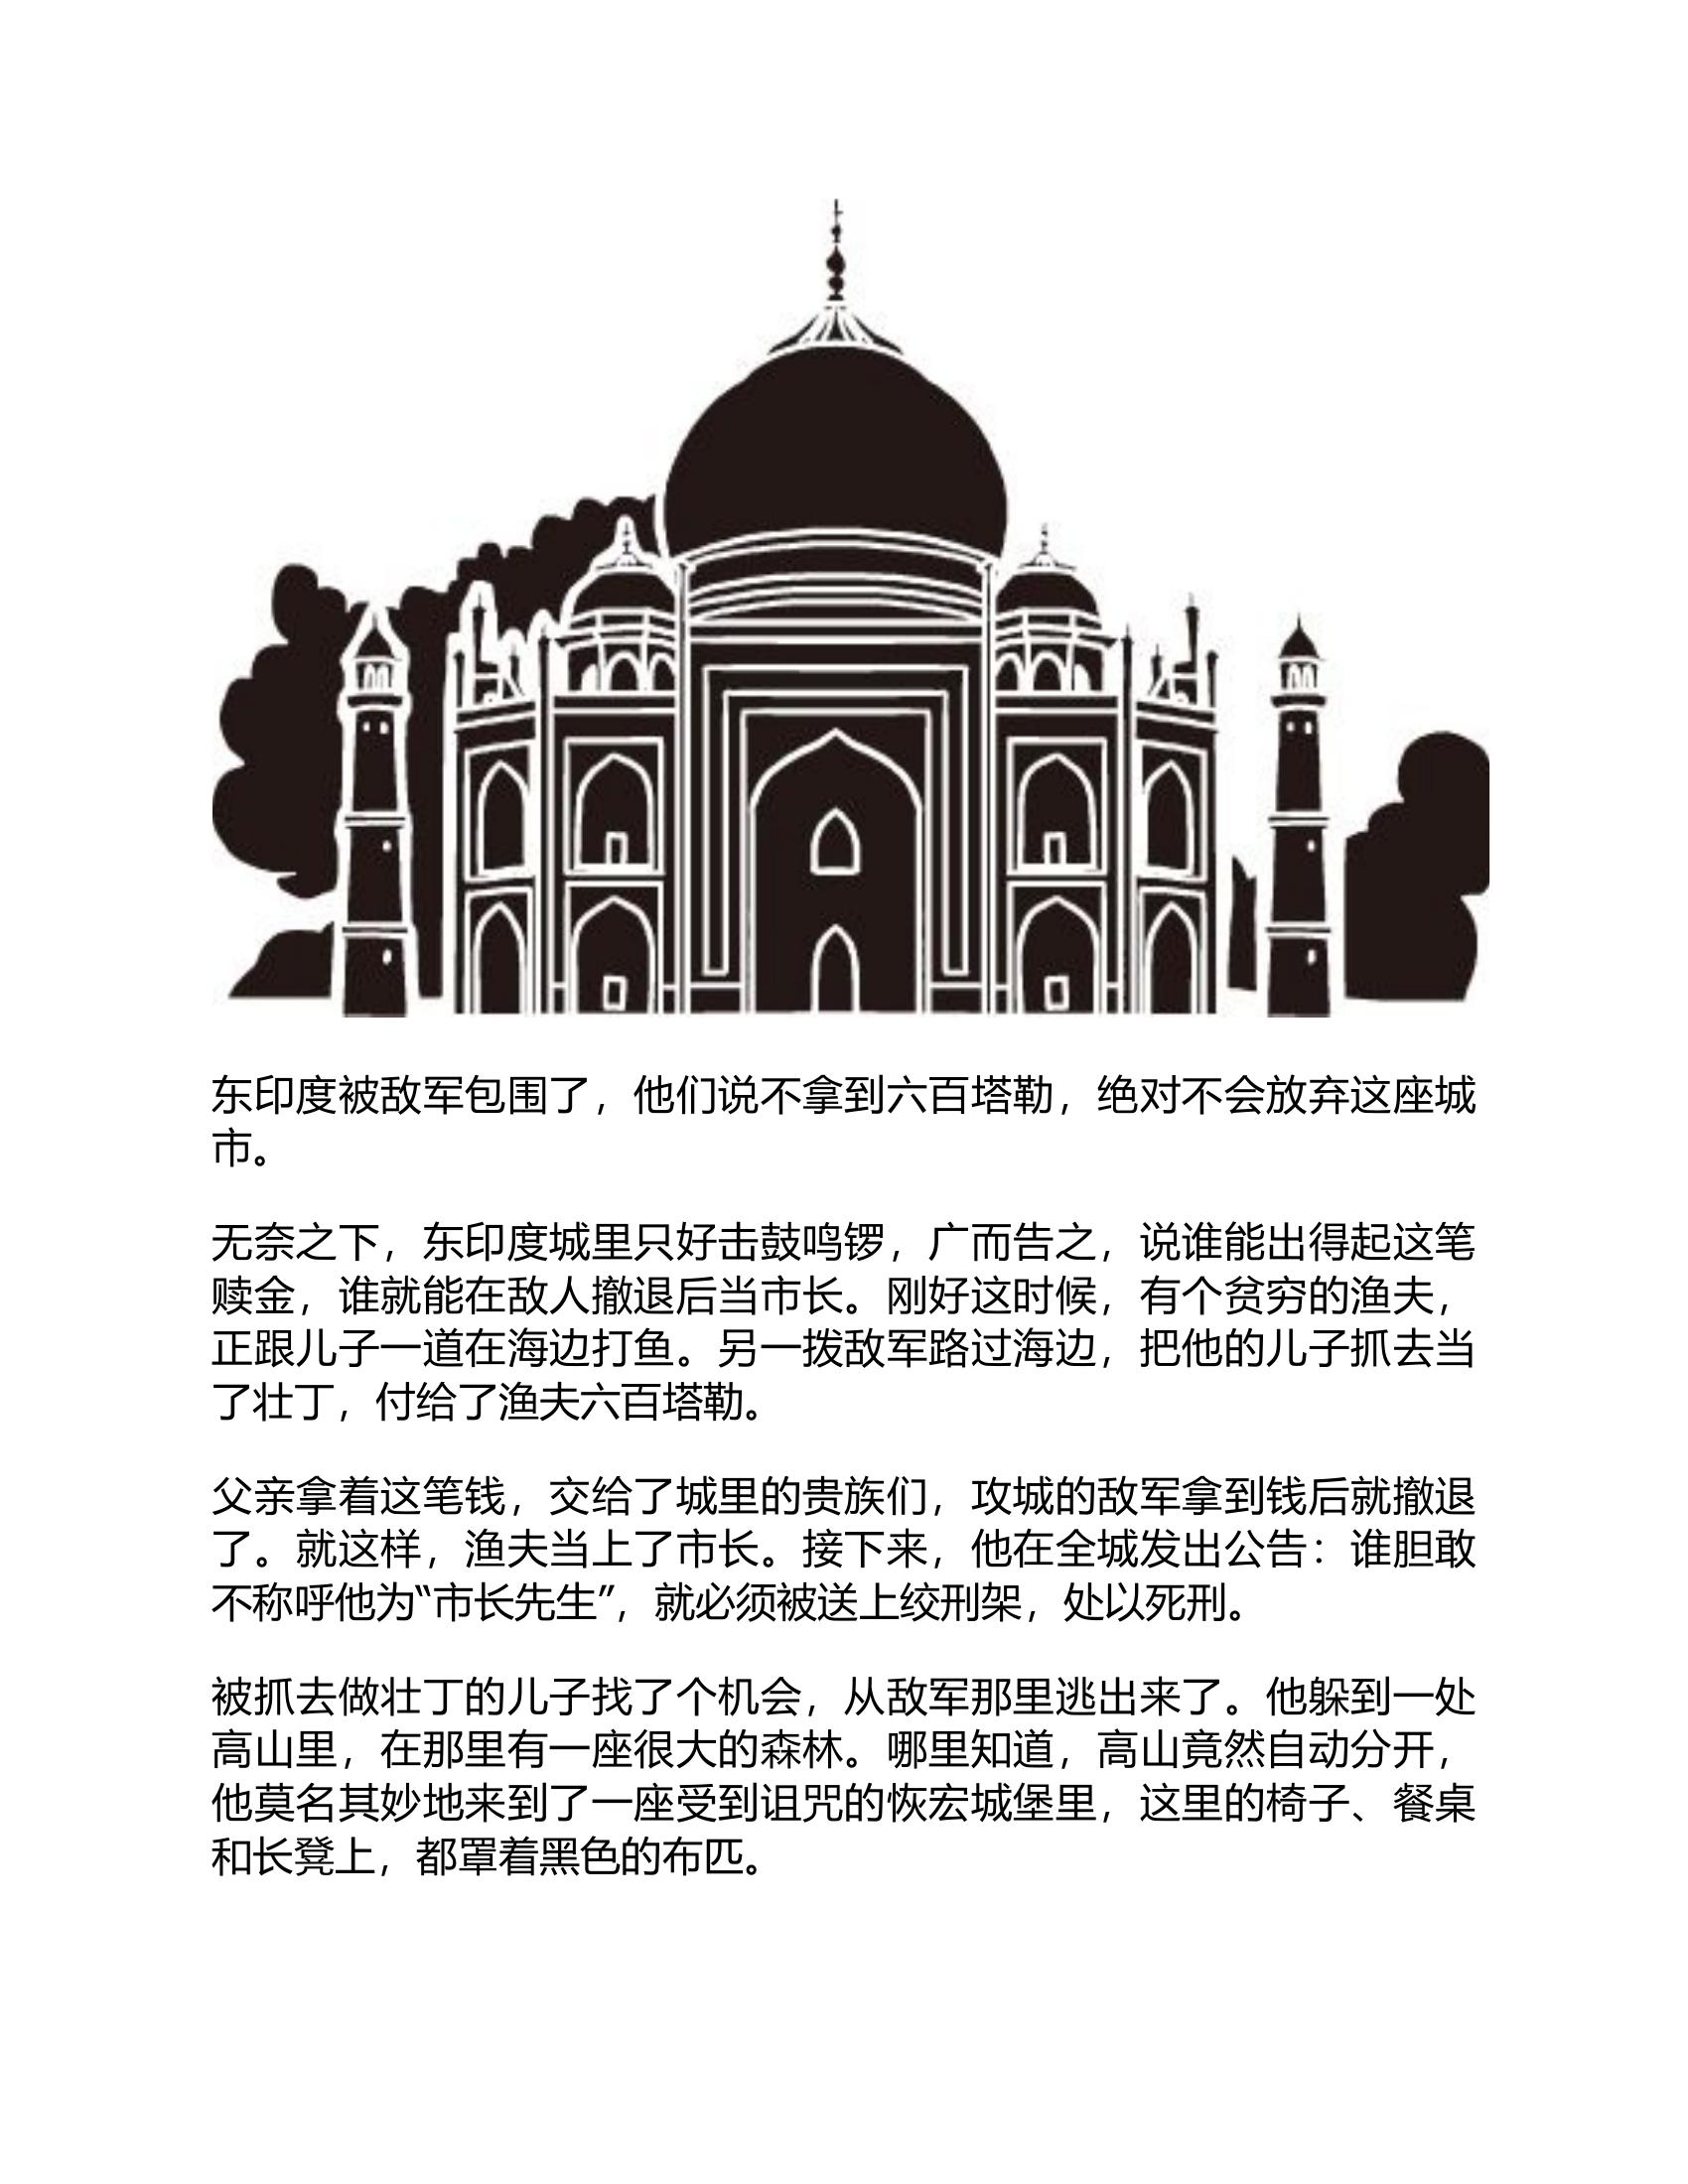 东印度被敌军包围了，他们说不拿到六百塔勒，绝对不会放弃这座城
市。
无奈之下，东印度城里只好击鼓鸣锣，广而告之，说谁能出得起这笔
赎金，谁就能在敌人撤退后当市长。刚好这时候，有个贫穷的渔夫，
正跟儿子一道在海边打鱼。另一拨敌军路过海边，把他的儿子抓去当
了壮丁，付给了渔夫六百塔勒。
父亲拿着这笔钱，交给了城里的贵族们，攻城的敌军拿到钱后就撤退
了。就这样，渔夫当上了市长。接下来，他在全城发出公告：谁胆敢
不称呼他为“市长先生”，就必须被送上绞刑架，处以死刑。
被抓去做壮丁的儿子找了个机会，从敌军那里逃出来了。他躲到一处
高山里，在那里有一座很大的森林。哪里知道，高山竟然自动分开，
他莫名其妙地来到了一座受到诅咒的恢宏城堡里，这里的椅子、餐桌
和长凳上，都罩着黑色的布匹。